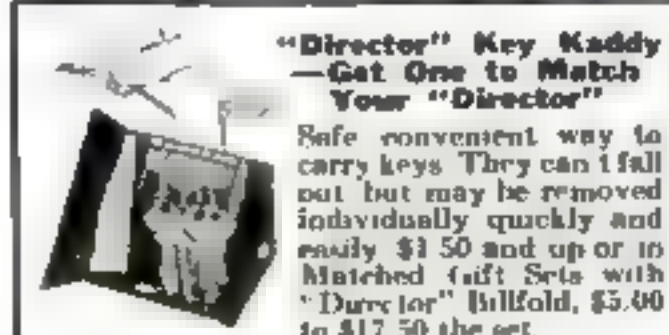 "Director" Key Kaddy
—Get One to Match
Your "Director"
Safe convenient way to
carry keys They can t fall
out but may be removed
individually quickly and
easily $1 50 and up or in
Matched Gift Sets with
"Director" Billfold, $5.00
to $17 50 the set